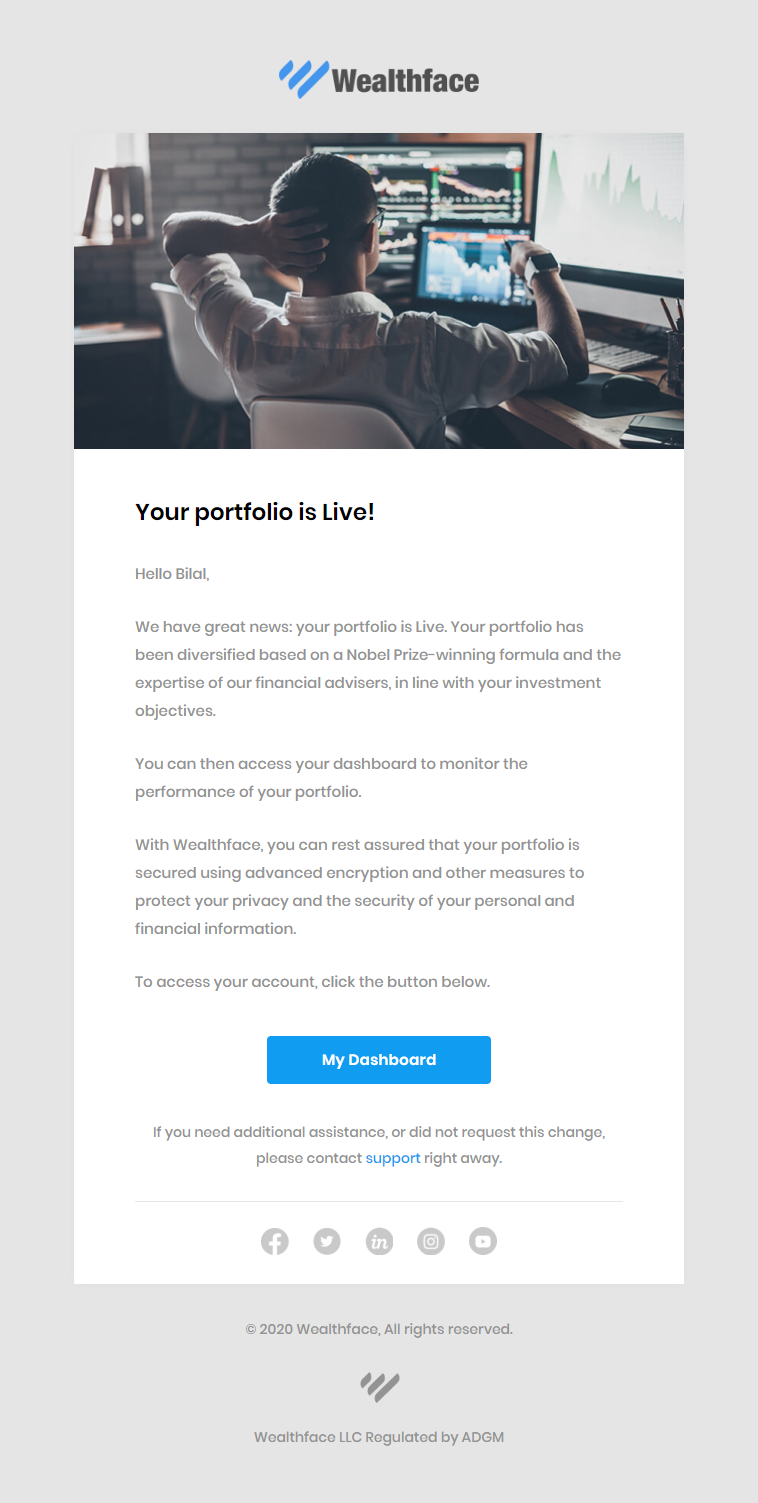 Wealthface
Your portfolio is Live!
Hello Bilal,
We have great news: your portfolio is Live. Your portfolio has
been diversified based on a Nobel Prize-winning formula and the
expertise of our financial advisers, in line with your investment
objectives.
You can then access your dashboard to monitor the
performance of your portfolio.
With Wealthface, you can rest assured that your portfolio is
secured using advanced encryption and other measures to
protect your privacy and the security of your personal and
financial information.
To access your account, click the button below.
My Dashboard
If you need additional assistance, or did not request this change,
please contact support right away.
in
© 2020 Wealthface, All rights reserved.
Wealthface LLC Regulated by ADGM